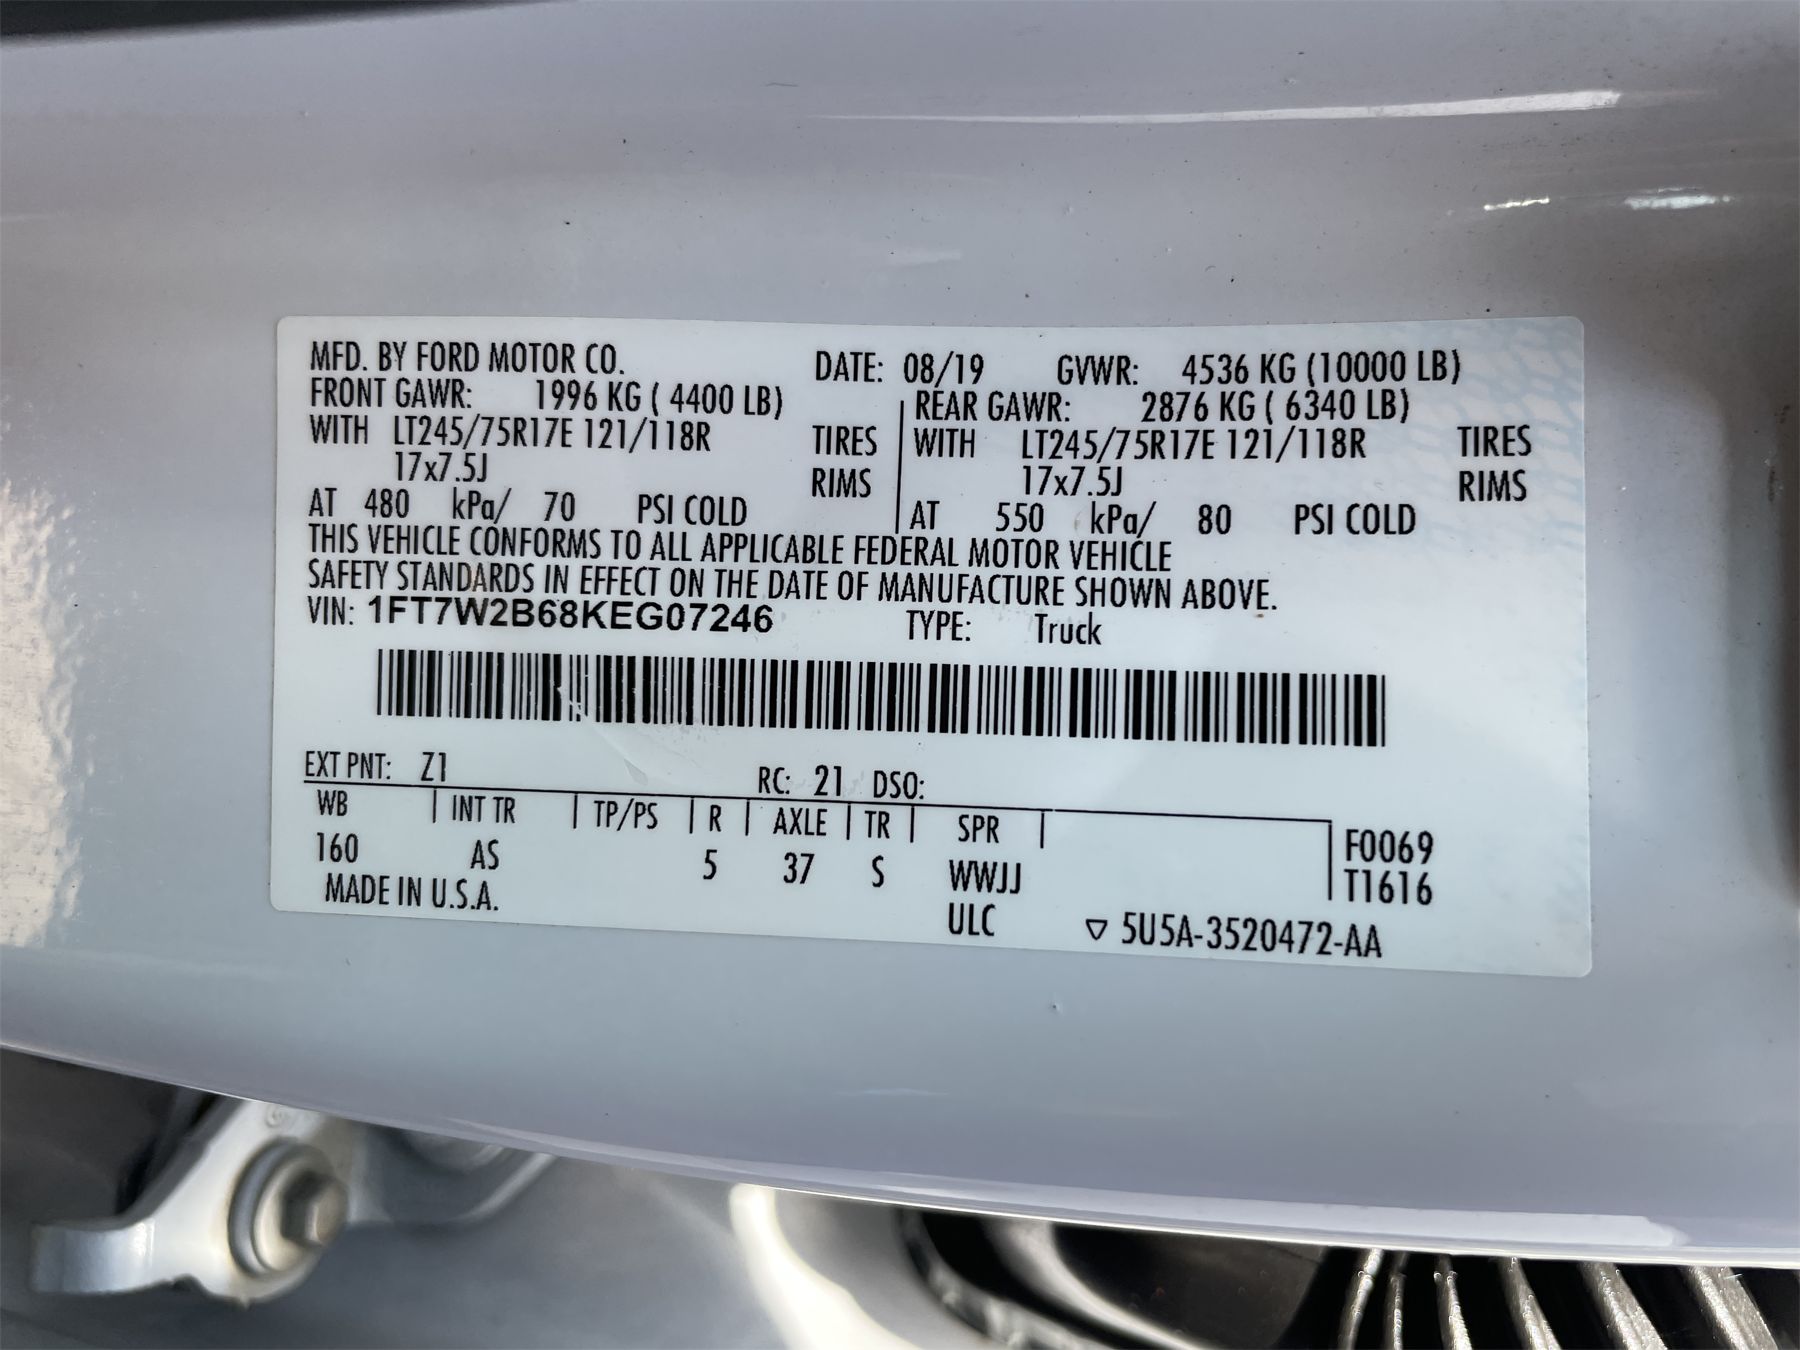 MFD. BY FORD MOTOR CO. DATE: 08/19 GVWR: 4536 KG (10000 LB)
FRONT GAWR: 1996 KG ( 4400 LB) REAR GAWR: 2876 KG ( 6340 LB)
WITH LT245/75R17E 121/118R TIRES WITH LT245/75R17E 121/118R TIRES
17x7.5J RIMS 17x7.5J RIMS
AT 480 kPa/ 70 PSI COLD AT 550 kPa/ 80 PSI COLD
THIS VEHICLE CONFORMS TO ALL APPLICABLE FEDERAL MOTOR VEHICLE
SAFETY STANDARDS IN EFFECT ON THE DATE OF MANUFACTURE SHOWN ABOVE.
VIN: 1FT7W2B68KEG07246 TYPE: Truck
EXT PNT: Z1 RC: 21 DSO:
WB INT TR TP/PS R AXLE TR SPR F0069
160 AS 5 37 S WWJJ T1616
MADE IN U.S.A. ULC ▽ 5U5A-3520472-AA